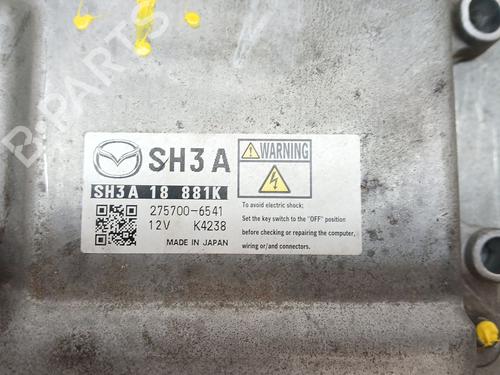 B-PARTS
SH3A
WARNING
SH3A 18 881K
To avoid electric shock;
275700-6541
Set the key switch to the "OFF" position
12V K4238
before checking or repairing the computer,
MADE IN JAPAN
wiring or/and connectors.